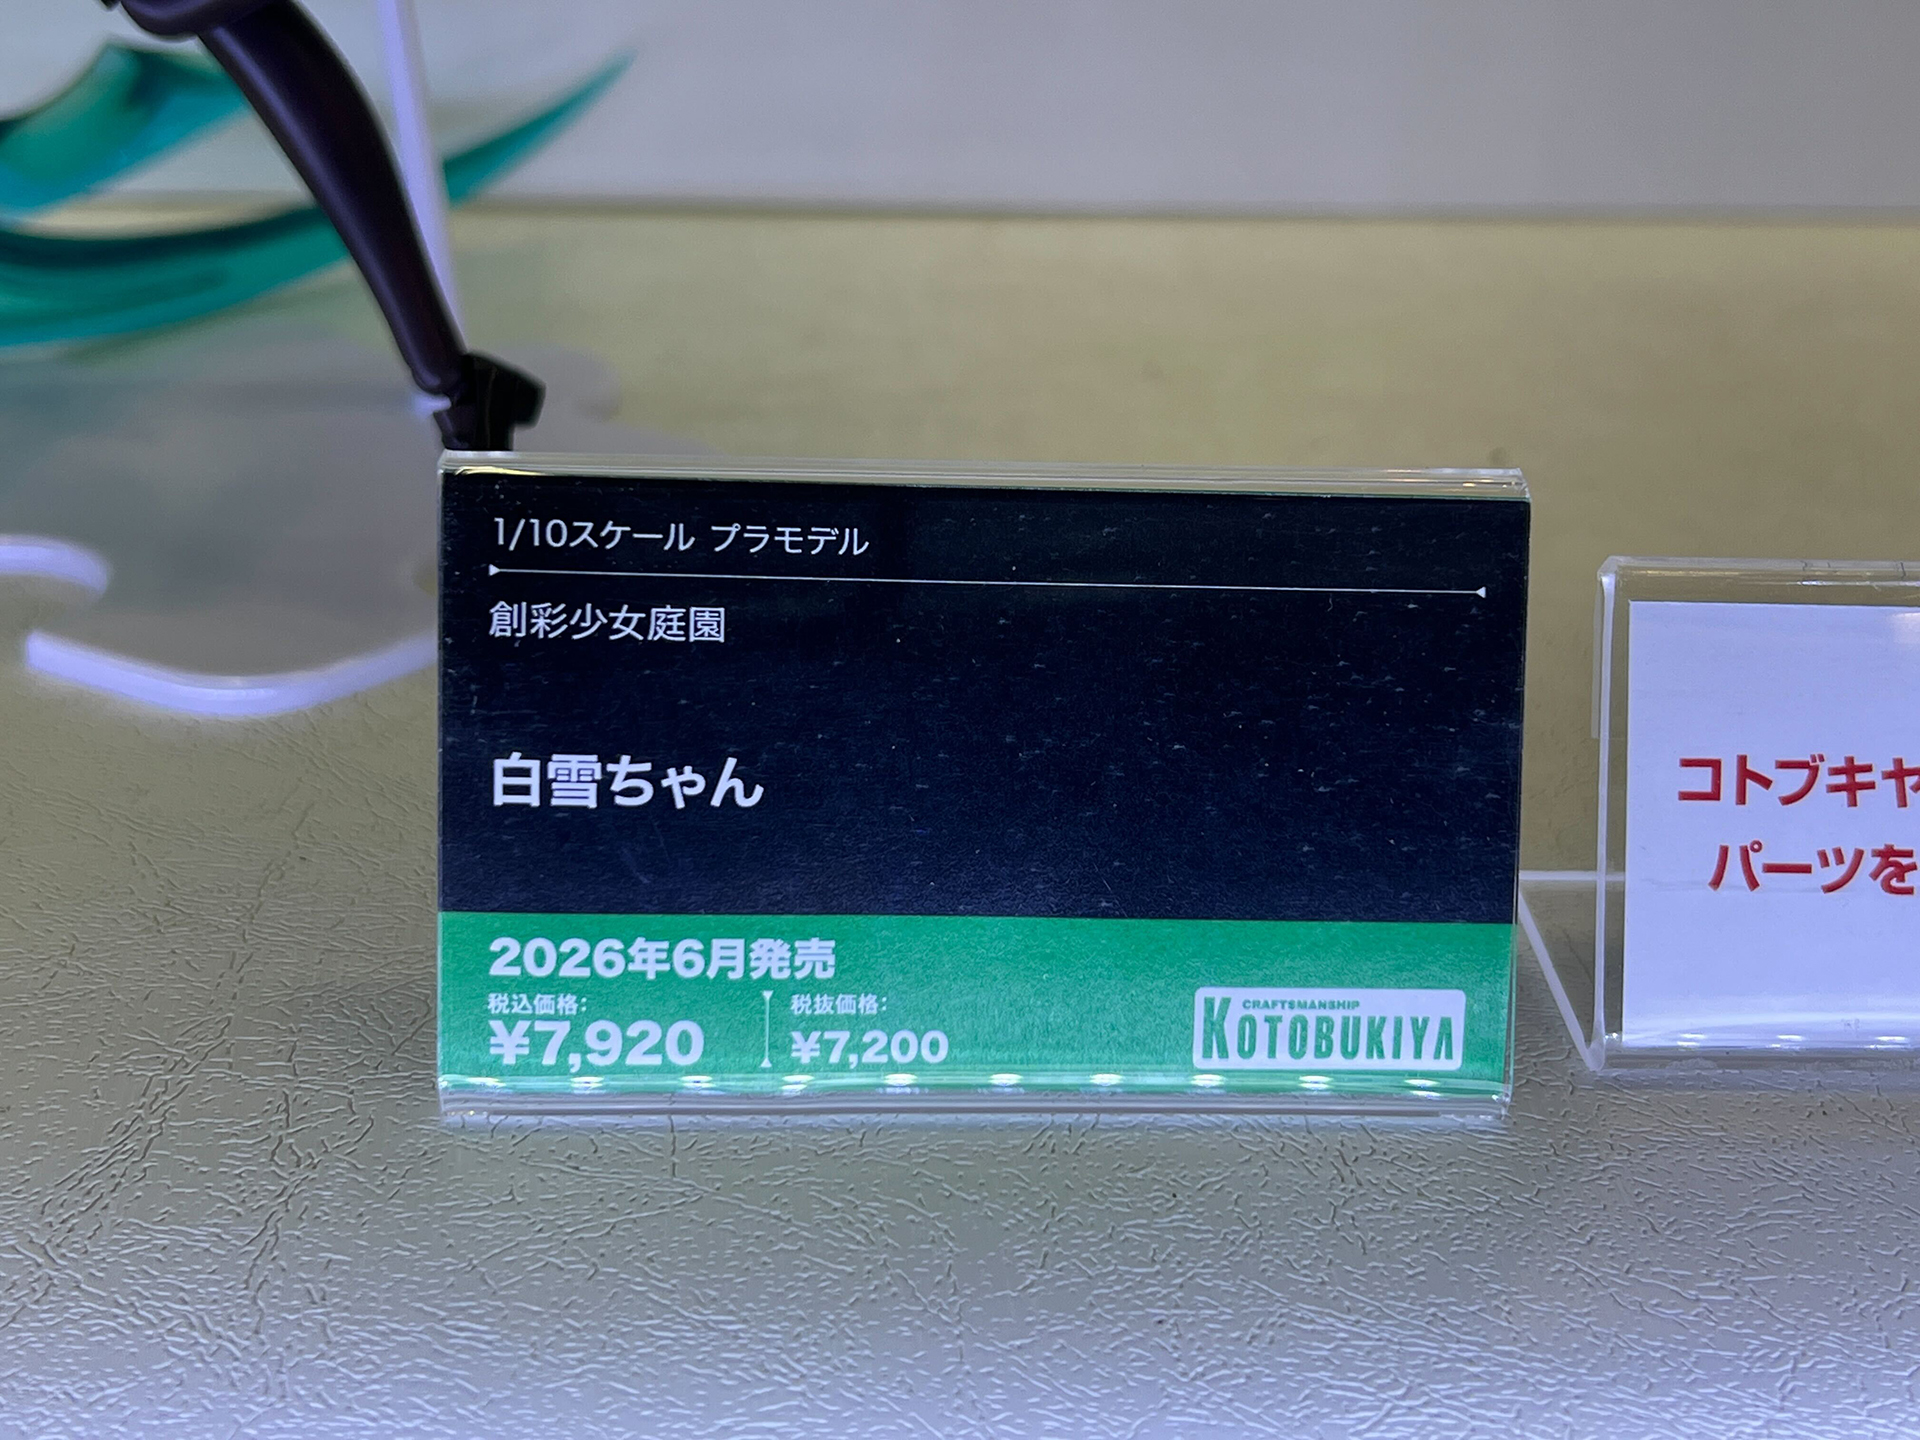 1/10スケール プラモデル
創彩少女庭園
白雪ちゃん
2026年6月発売
税込価格:
¥7,920
税抜価格:
¥7,200
CRAFTSMANSHIP
KOTOBUKIYA
コトブキヤ
パーツを